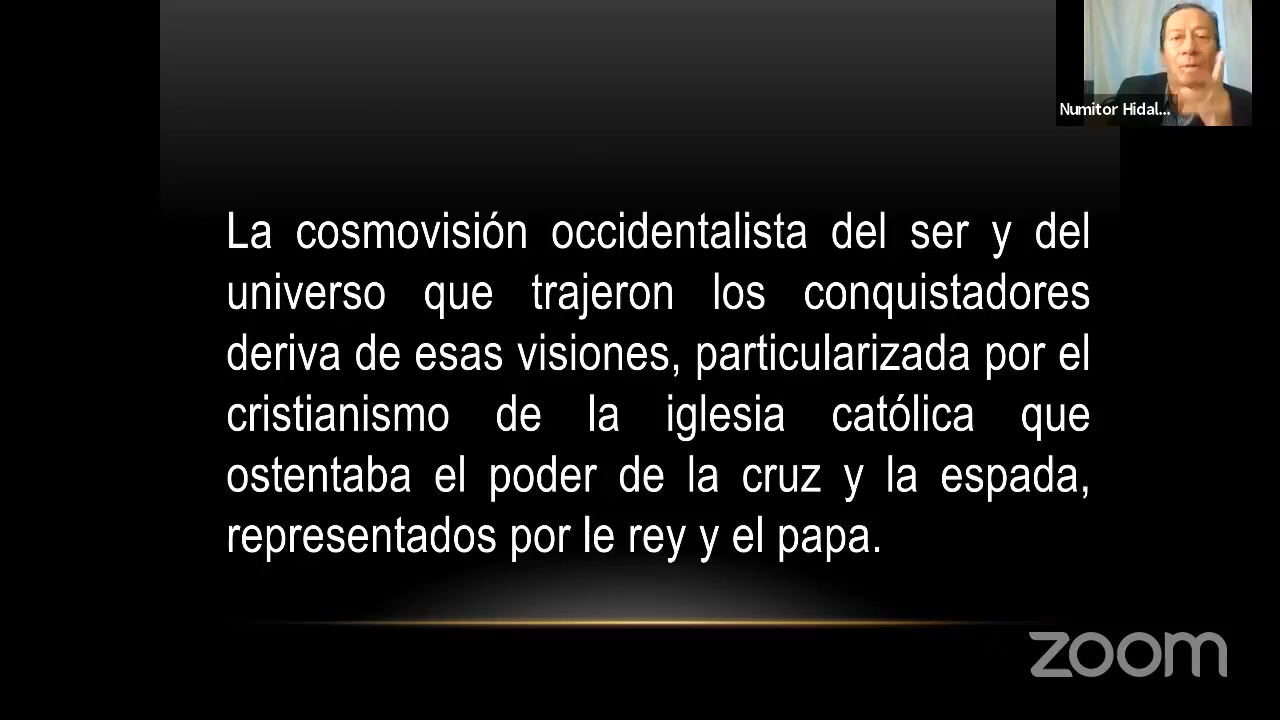 Numitor Hidal...
La cosmovisión occidentalista del ser y del
universo que trajeron los conquistadores
deriva de esas visiones, particularizada por el
cristianismo de la iglesia católica que
ostentaba el poder de la cruz y la espada,
representados por le rey y el papa.
zoom